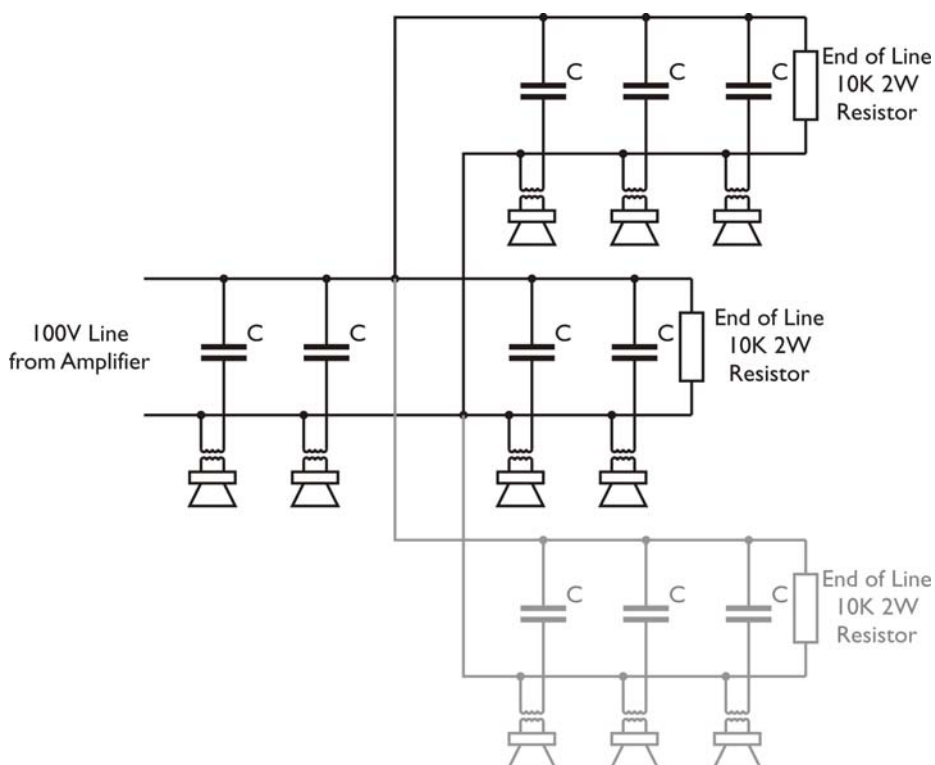 C
C
C
End of Line
10K 2W
Resistor
100V Line
from Amplifier
C
C
C
C
End of Line
10K 2W
Resistor
C
C
C
End of Line
10K 2W
Resistor